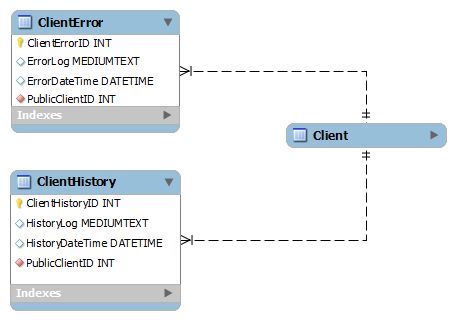 ClientError
ClientErrorID INT
ErrorLog MEDIUMTEXT
ErrorDateTime DATETIME
PublicClientID INT
Indexes
Client
ClientHistory
ClientHistoryID INT
HistoryLog MEDIUMTEXT
HistoryDateTime DATETIME
PublicClientID INT
Indexes